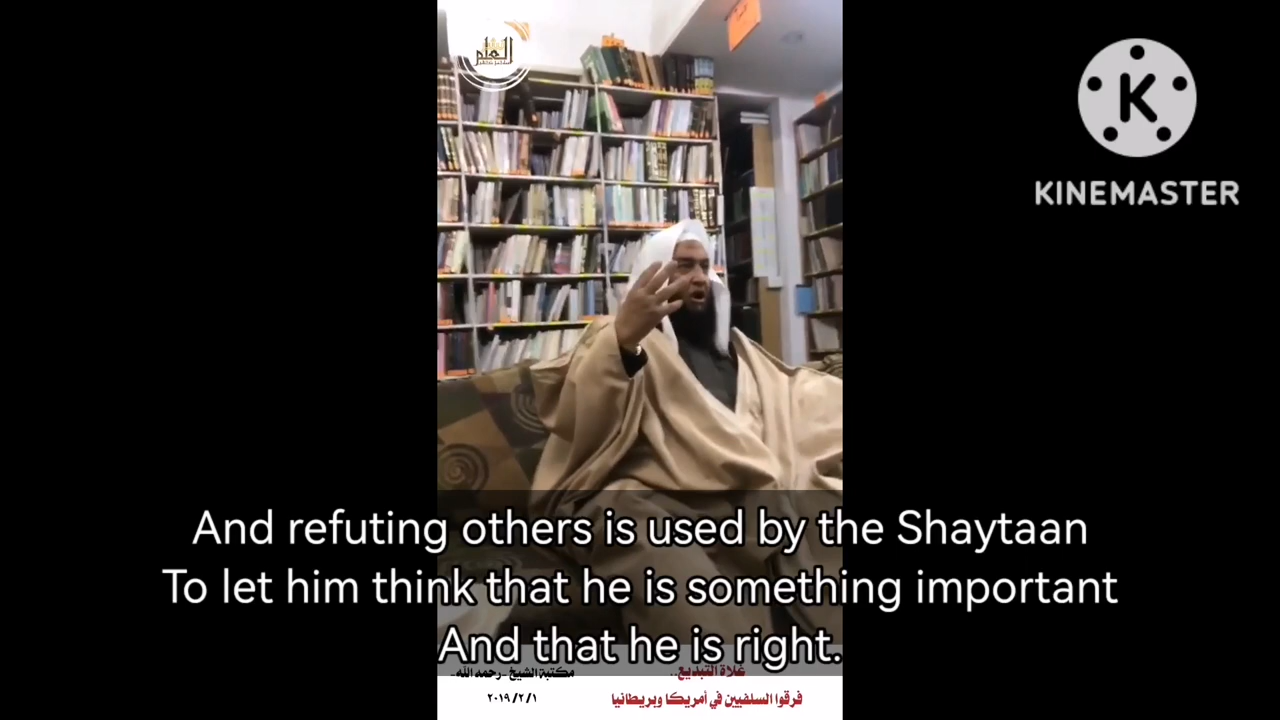 العلم
KINEMASTER
And refuting others is used by the Shaytaan
To let him think that he is something important
And that he is right.
غلاة التبديع..
مكتبة الشيخ -رحمه الله-
فرقوا السلفيين في أمريكا وبريطانيا
٢٠١٩/٢/١